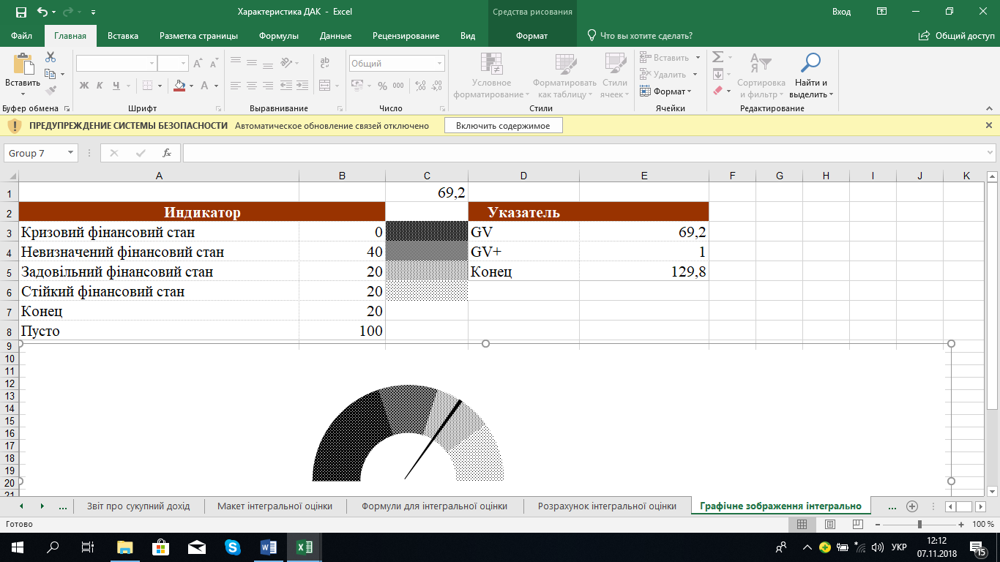 Характеристика ДАК - Excel
Средства рисования
Вход
Файл Главная Вставка Разметка страницы Формулы Данные Рецензирование Вид Формат Что вы хотите сделать? Общий доступ
Вставить
Ж К Ч А
Общий
% 000
Условное форматирование
Форматировать как таблицу
Стили ячеек
Вставить
Удалить
Формат
Сортировка и фильтр
Найти и выделить
Буфер обмена Шрифт Выравнивание Число Стили Ячейки Редактирование
ПРЕДУПРЕЖДЕНИЕ СИСТЕМЫ БЕЗОПАСНОСТИ Автоматическое обновление связей отключено Включить содержимое
Group 7 fx
A B C D E F G H I J K
1 69,2
2 Индикатор Указатель
3 Кризовий фінансовий стан 0 GV 69,2
4 Невизначений фінансовий стан 40 GV+ 1
5 Задовільний фінансовий стан 20 Конец 129,8
6 Стійкий фінансовий стан 20
7 Конец 20
8 Пусто 100
9
10
11
12
13
14
15
16
17
18
19
20
21
... Звіт про сукупний дохід Макет інтегральної оцінки Формули для інтегральної оцінки Розрахунок інтегральної оцінки Графічне зображення інтегрально ...
Готово 100 %
УКР 12:12
07.11.2018 15